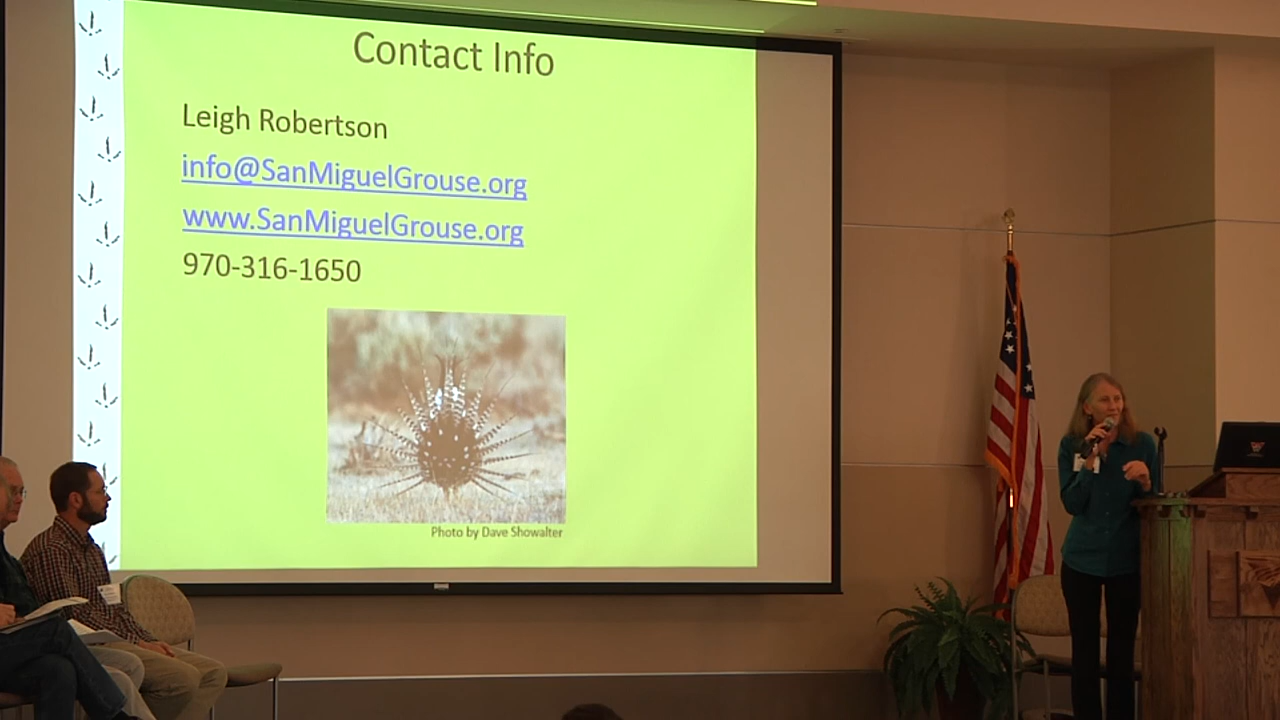 Contact Info
Leigh Robertson
info@SanMiguelGrouse.org
www.SanMiguelGrouse.org
970-316-1650
Photo by Dave Showalter